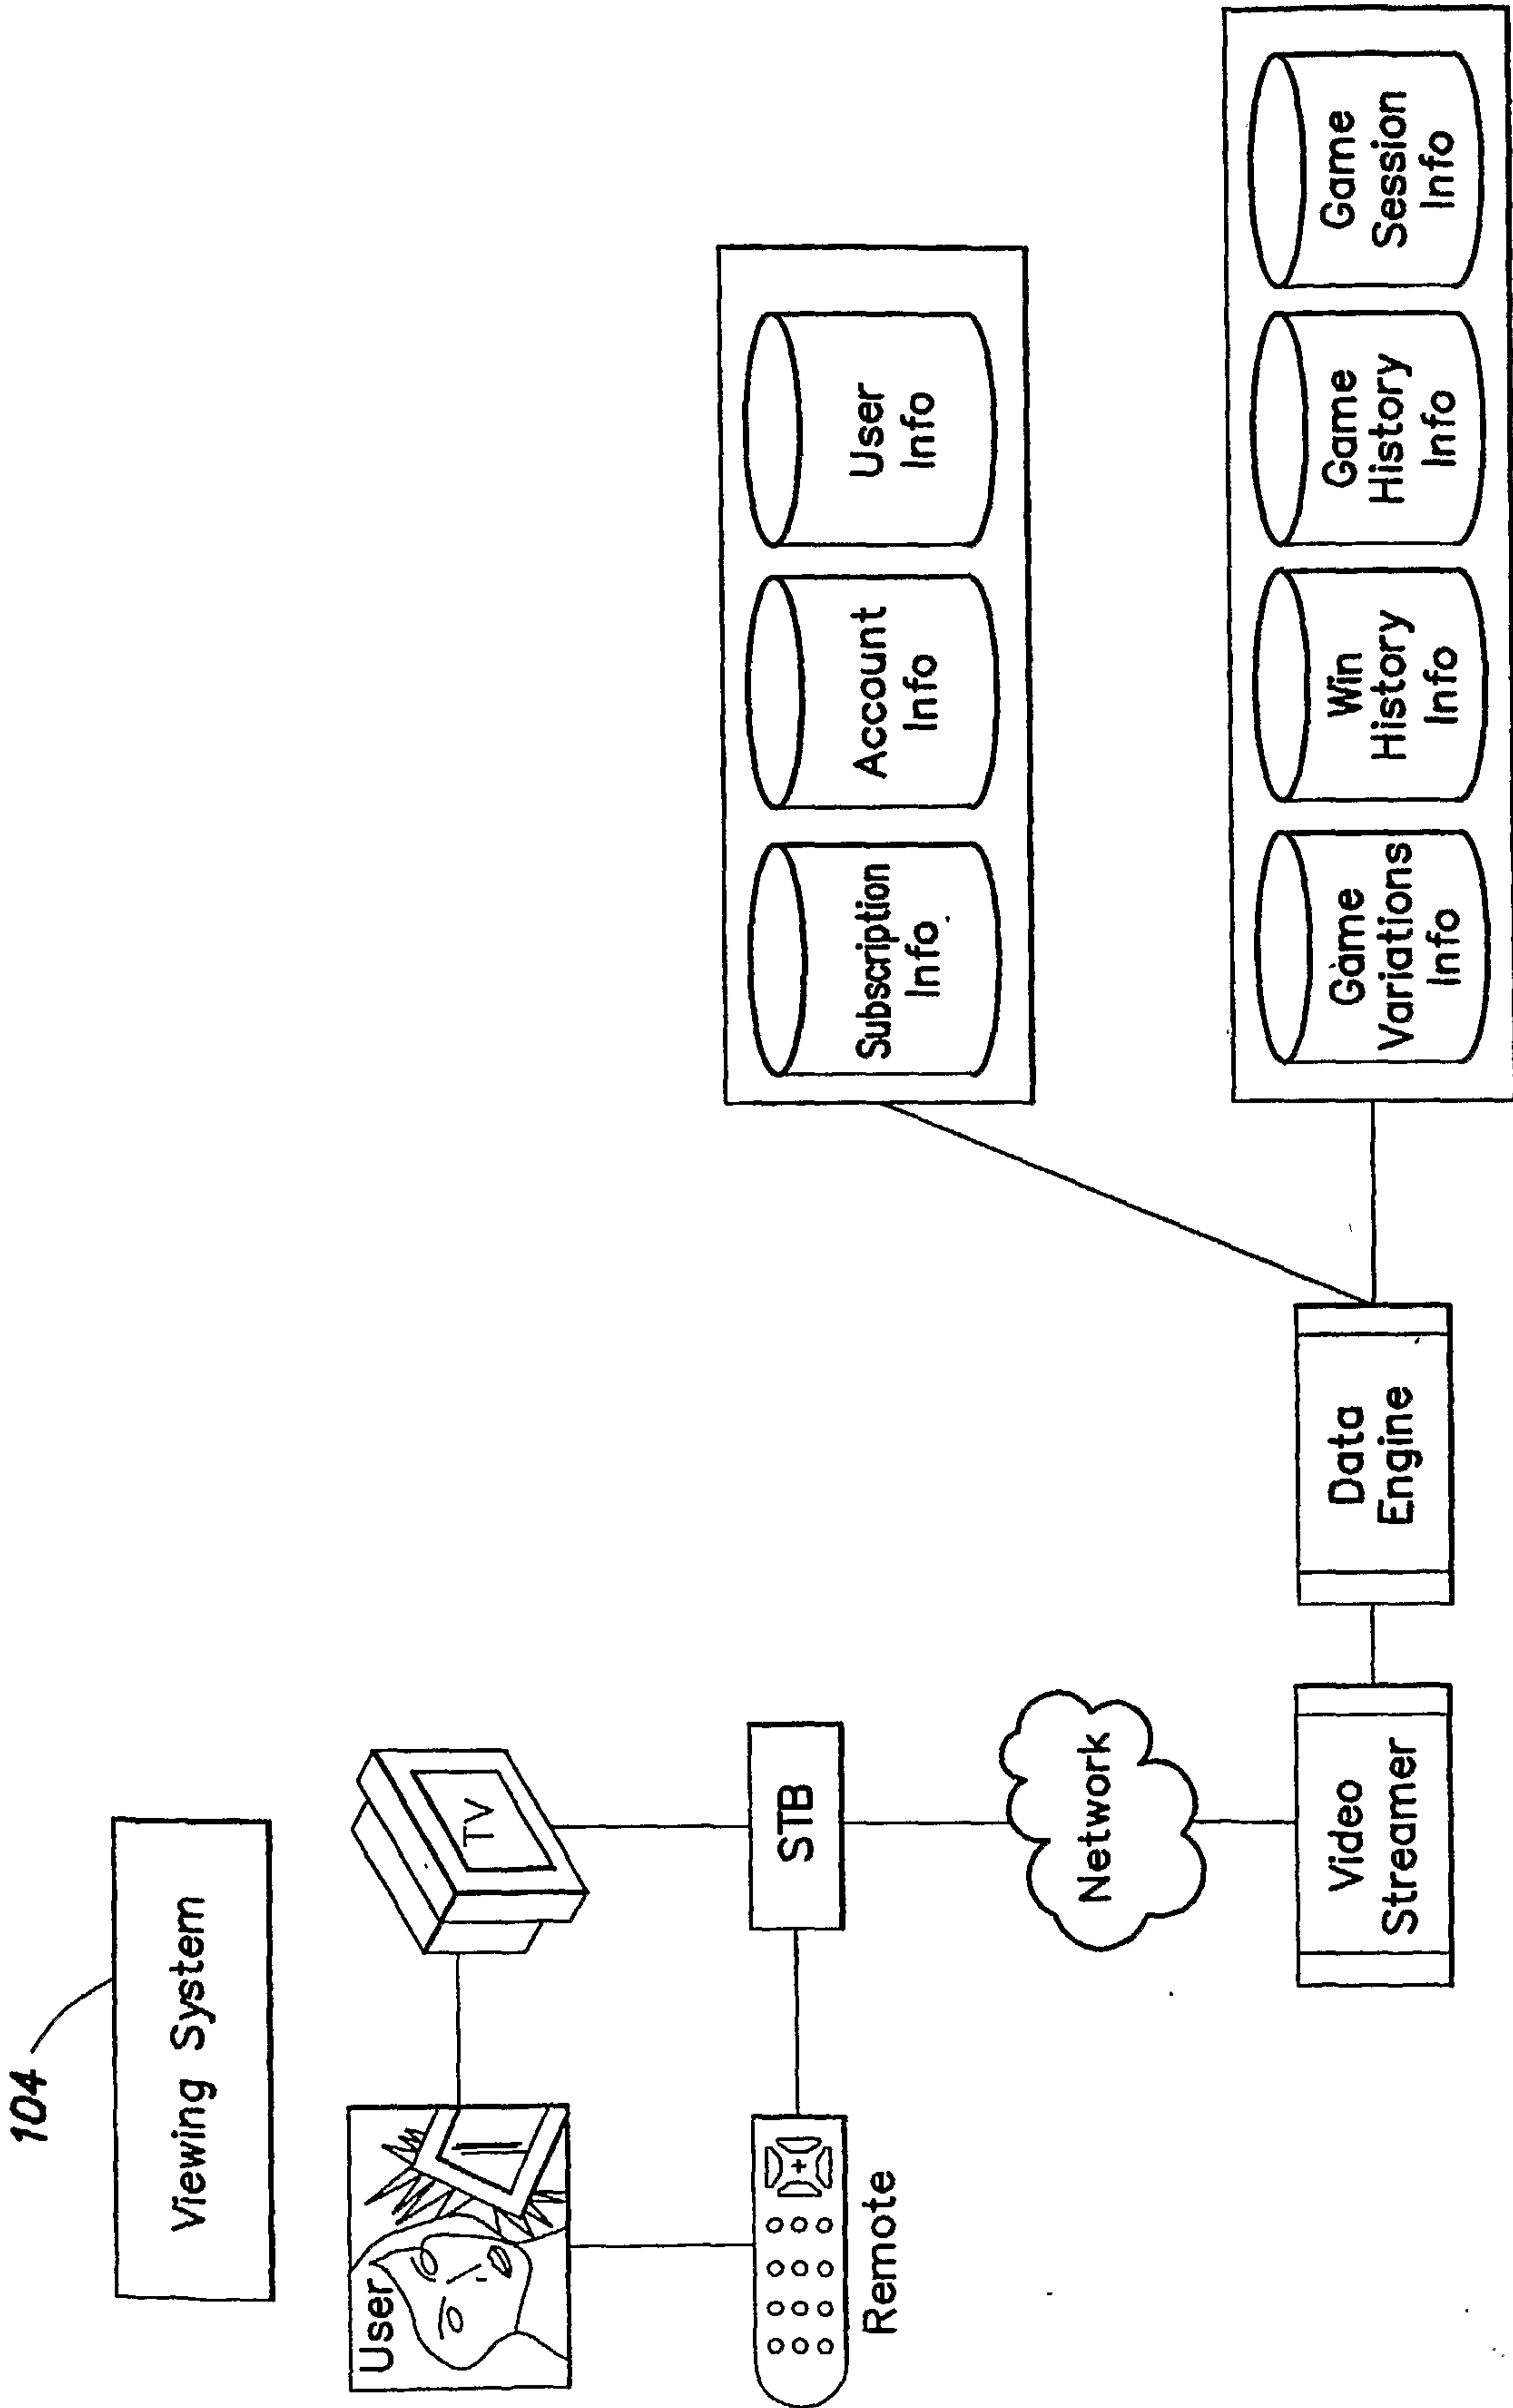 104
Viewing System
User
TV
Remote
STB
Network
Video
Streamer
Data
Engine
Subscription
Info
Account
Info
User
Info
Game
Variations
Info
Win
History
Info
Game
History
Info
Game
Session
Info